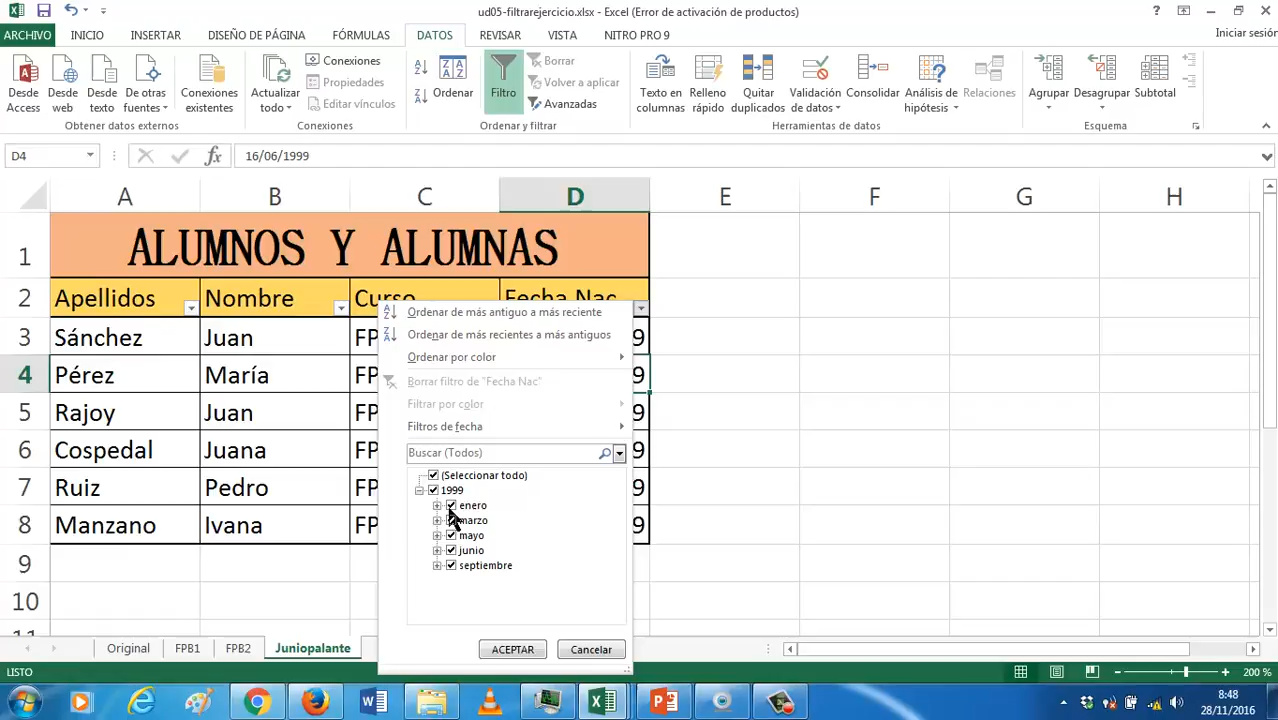 ud05-filtrarejercicio.xlsx - Excel (Error de activación de productos)
ARCHIVO INICIO INSERTAR DISEÑO DE PÁGINA FÓRMULAS DATOS REVISAR VISTA NITRO PRO 9 Iniciar sesión
Desde Access
Desde web
Desde texto
De otras fuentes
Conexiones existentes
Obtener datos externos
Actualizar todo
Conexiones
Propiedades
Editar vínculos
Conexiones
Ordenar
Filtro
Borrar
Volver a aplicar
Avanzadas
Ordenar y filtrar
Texto en columnas
Relleno rápido
Quitar duplicados
Validación de datos
Consolidar
Análisis de hipótesis
Relaciones
Herramientas de datos
Agrupar
Desagrupar
Subtotal
Esquema
D4 16/06/1999
A B C D E F G H
1 ALUMNOS Y ALUMNAS
2 Apellidos Nombre Curso Fecha Nac
3 Sánchez Juan FP 9
4 Pérez María FP 9
5 Rajoy Juan FP 9
6 Cospedal Juana FP 9
7 Ruiz Pedro FP 9
8 Manzano Ivana FP 9
9
10
11
Ordenar de más antiguo a más reciente
Ordenar de más recientes a más antiguos
Ordenar por color
Borrar filtro de "Fecha Nac"
Filtrar por color
Filtros de fecha
Buscar (Todos)
(Seleccionar todo)
1999
enero
marzo
mayo
junio
septiembre
ACEPTAR Cancelar
Original FPB1 FPB2 Juniopalante
LISTO 200 %
8:48
28/11/2016